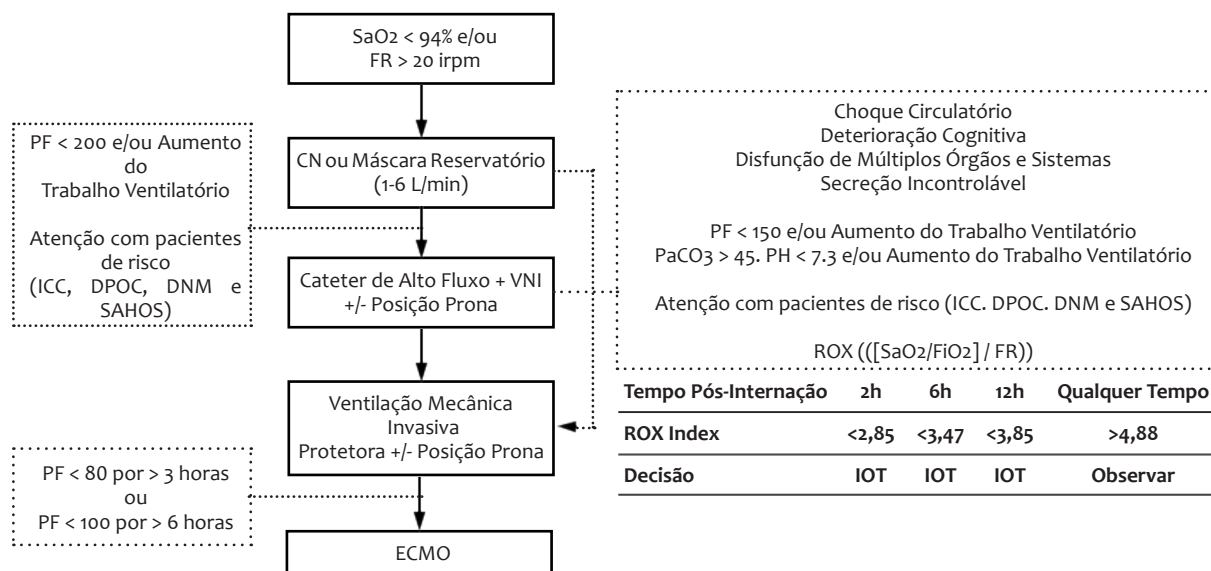 SaO2 < 94% e/ou
FR > 20 irpm
PF < 200 e/ou Aumento
do
Trabalho Ventilatório
Atenção com pacientes
de risco
(ICC, DPOC, DNM e
SAHOS)
CN ou Máscara Reservatório
(1-6 L/min)
Cateter de Alto Fluxo + VNI
+/- Posição Prona
Ventilação Mecânica
Invasiva
Protetora +/- Posição Prona
PF < 80 por > 3 horas
ou
PF < 100 por > 6 horas
ECMO
Choque Circulatório
Deterioração Cognitiva
Disfunção de Múltiplos Órgãos e Sistemas
Secreção Incontrolável
PF < 150 e/ou Aumento do Trabalho Ventilatório
PaCO3 > 45. PH < 7.3 e/ou Aumento do Trabalho Ventilatório
Atenção com pacientes de risco (ICC. DPOC. DNM e SAHOS)
ROX (([SaO2/FiO2] / FR))
Tempo Pós-Internação 2h 6h 12h Qualquer Tempo
ROX Index <2,85 <3,47 <3,85 >4,88
Decisão IOT IOT IOT Observar